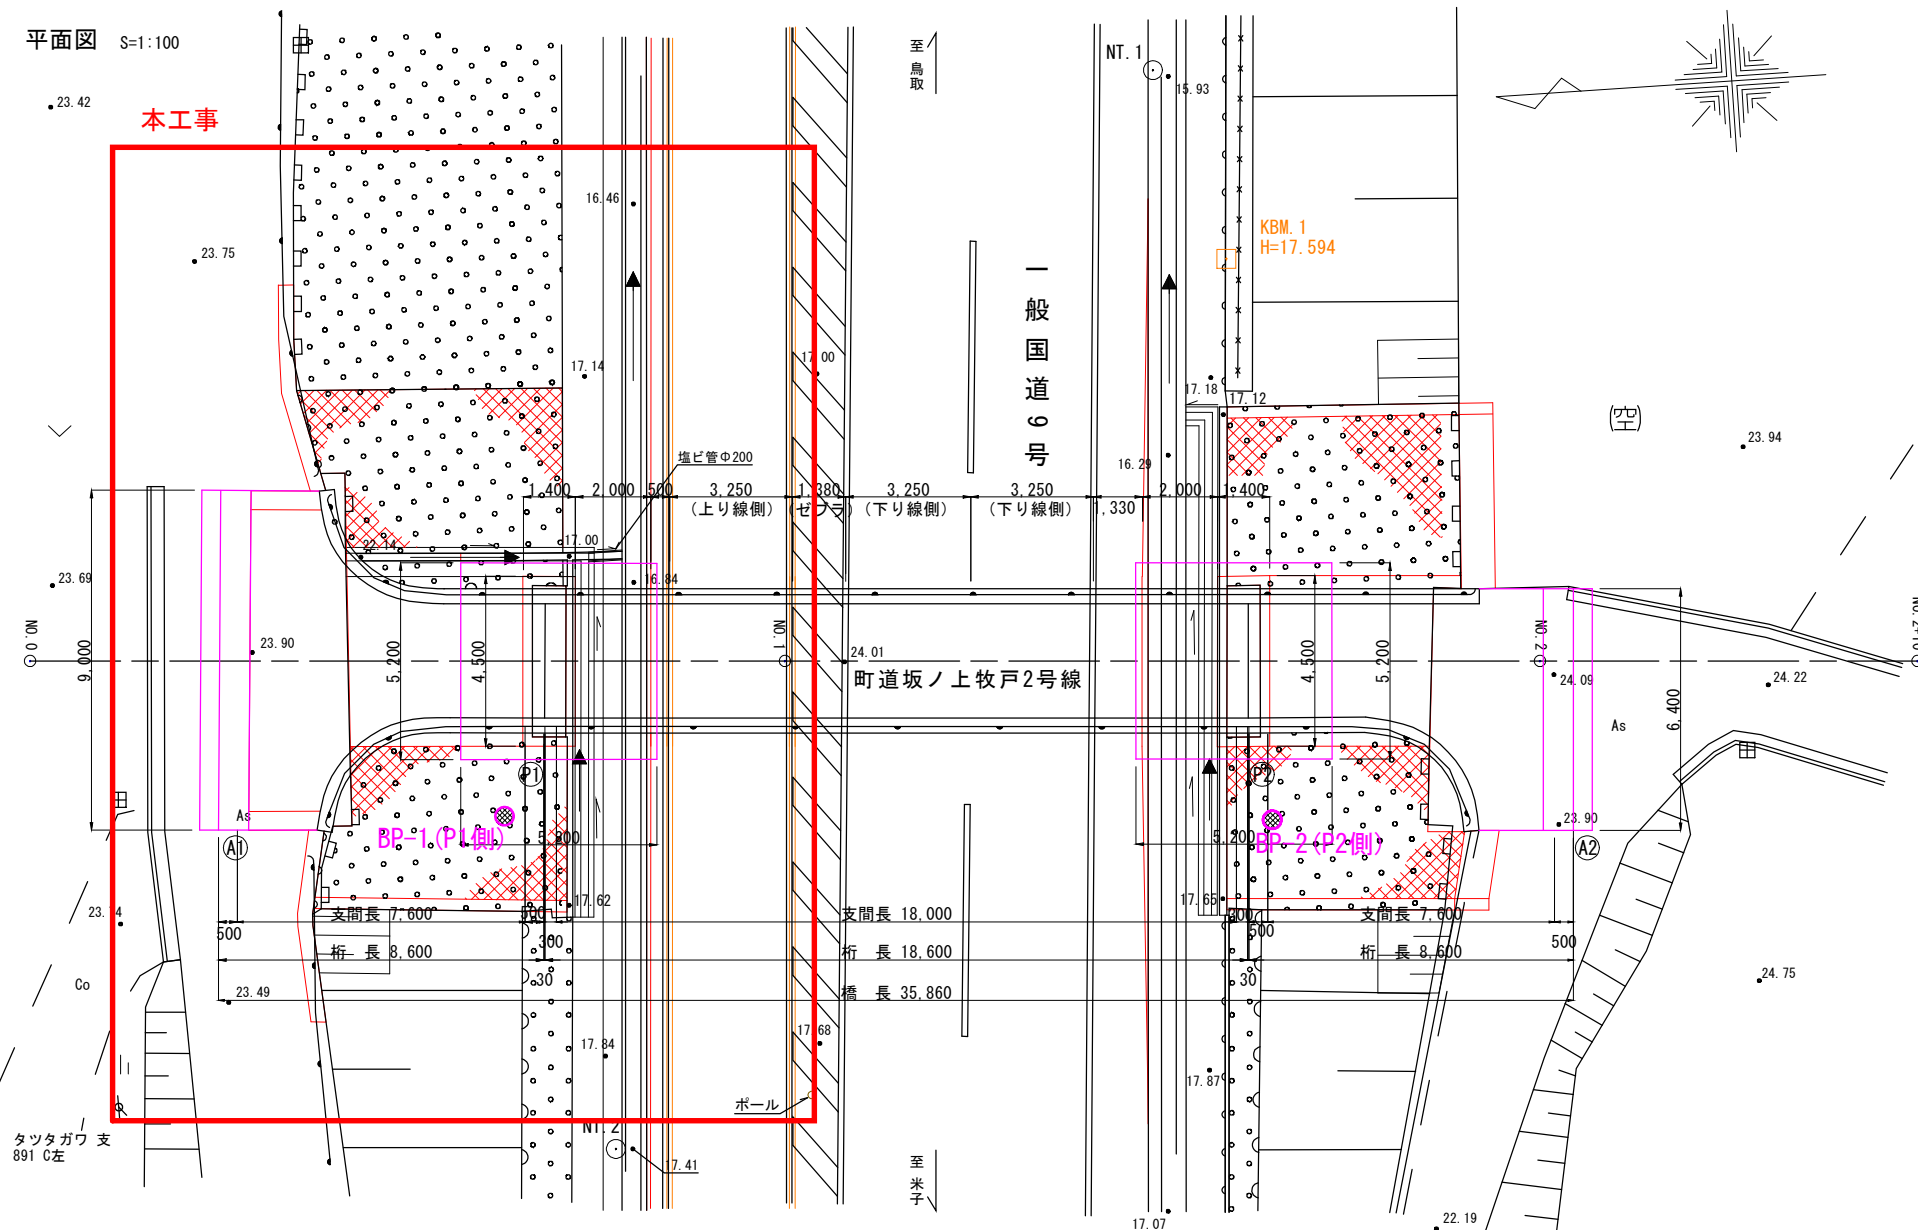 平面図 S=1:100
本工事
至鳥取
NT.1
15.93
23.42
16.46
23.75
KBM.1
H=17.594
一般国道9号
17.14
17.00
17.18
17.12
(空)
23.94
16.29
塩ビ管Φ200
1,400 2,000 500 3,250 1,380 3,250 3,250 1,330 2,000 1,400
(上り線側) (ゼブラ) (下り線側) (下り線側)
22.14
17.00
16.84
23.69
NO.0
9,000
23.90
5,200
4,500
NO.1
24.01
町道坂ノ上牧戸2号線
4,500
5,200
NO.2
24.09
6,400
24.22
As
P1
P2
As
A1
BP-1(P1側)
5,200
5,200
BP-2(P2側)
23.90
A2
17.62
17.65
支間長 7,600
500
支間長 18,000
300
支間長 7,600
500
300
500
500
桁 長 8,600
桁 長 18,600
桁 長 8,600
30
30
橋 長 35,860
Co
23.49
24.75
17.84
17.68
17.87
ポール
タツタガワ 支
891 C左
NT.2
17.41
至米子
17.07
22.19